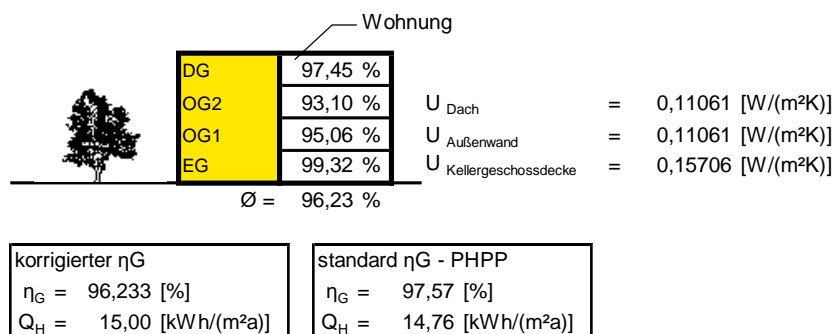 Wohnung
DG 97,45 %
OG2 93,10 % U Dach = 0,11061 [W/(m²K)]
OG1 95,06 % U Außenwand = 0,11061 [W/(m²K)]
EG 99,32 % U Kellergeschossdecke = 0,15706 [W/(m²K)]
Ø = 96,23 %
korrigierter ηG
ηG = 96,233 [%]
QH = 15,00 [kWh/(m²a)]
standard ηG - PHPP
ηG = 97,57 [%]
QH = 14,76 [kWh/(m²a)]